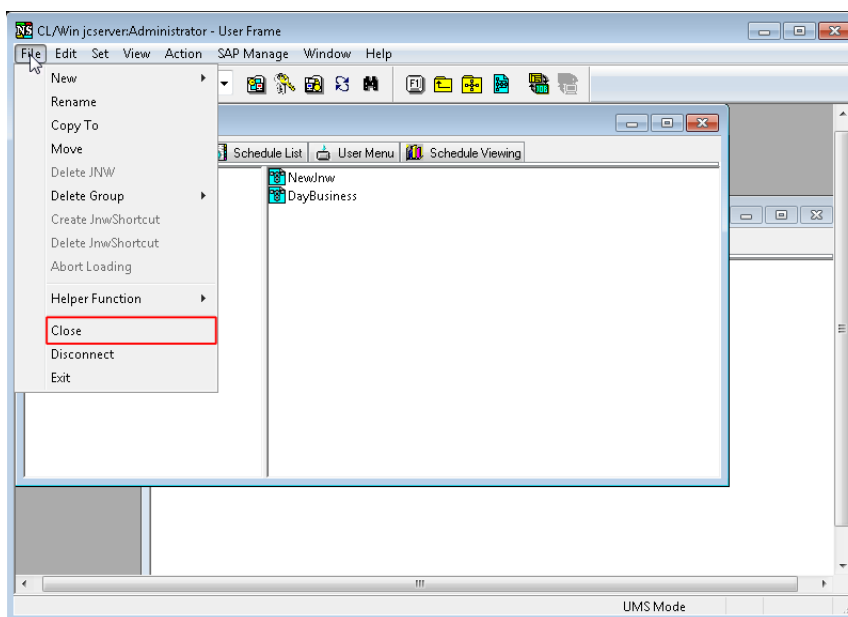 CL/Win jcserver:Administrator - User Frame
File Edit Set View Action SAP Manage Window Help
New
Rename
Copy To
Move
Delete JNW
Delete Group
Create JnwShortcut
Delete JnwShortcut
Abort Loading
Helper Function
Close
Disconnect
Exit
Schedule List User Menu Schedule Viewing
NewJnw
DayBusiness
UMS Mode